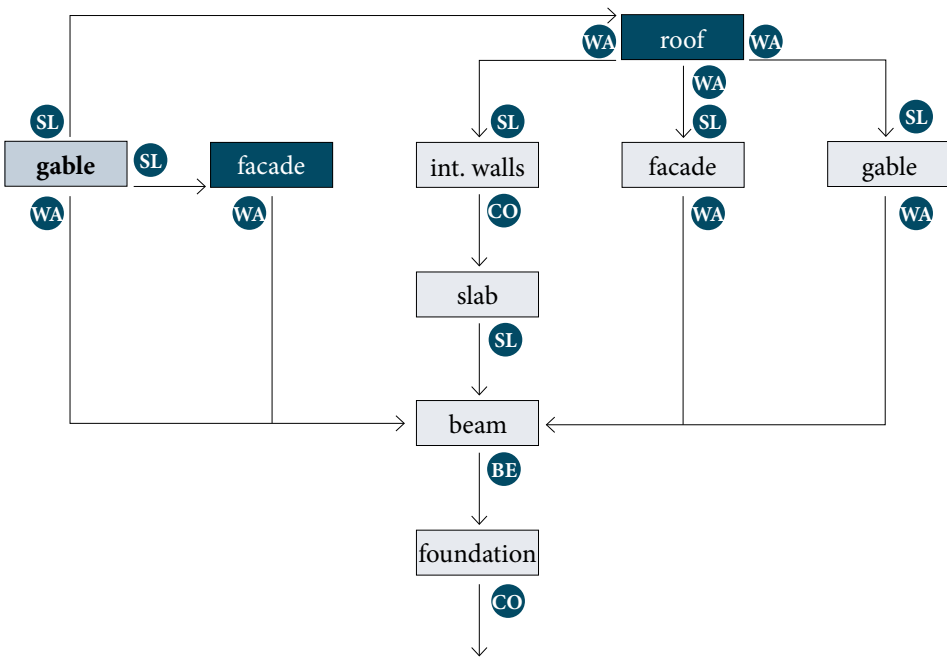 roof
WA
WA
WA
SL
SL
SL
SL
gable
SL
facade
int. walls
facade
gable
WA
WA
CO
WA
WA
slab
SL
beam
BE
foundation
CO